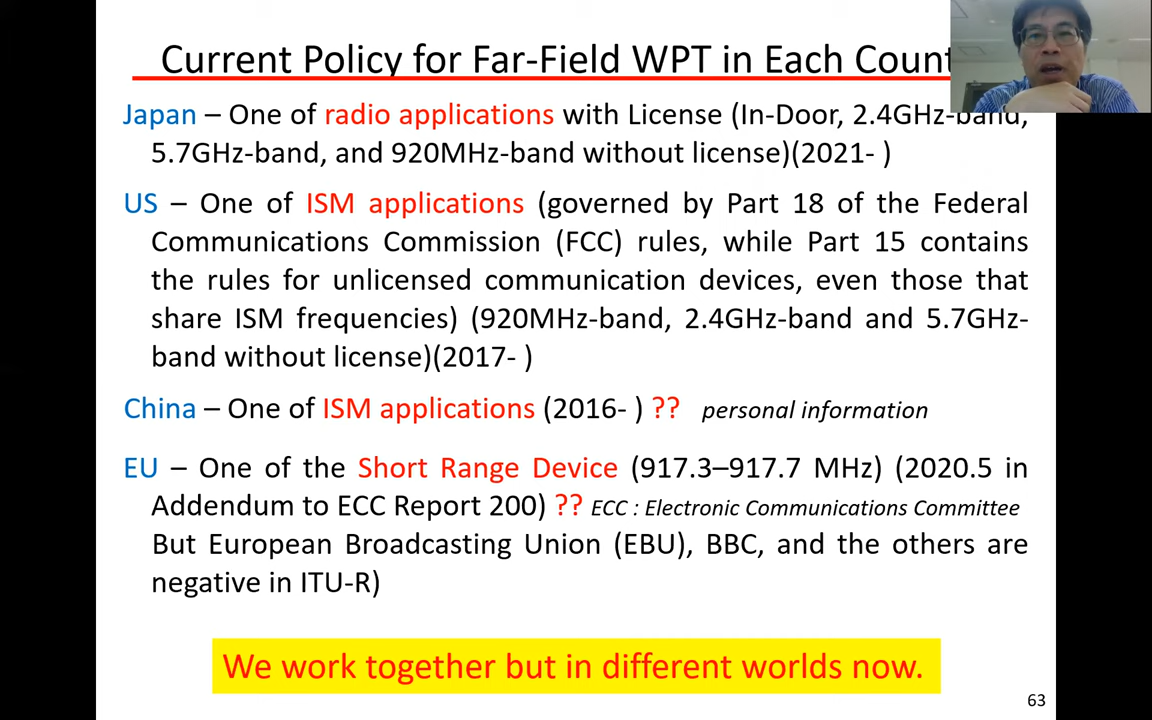 Current Policy for Far-Field WPT in Each Count
Japan – One of radio applications with License (In-Door, 2.4GHz-band,
5.7GHz-band, and 920MHz-band without license)(2021- )
US – One of ISM applications (governed by Part 18 of the Federal
Communications Commission (FCC) rules, while Part 15 contains
the rules for unlicensed communication devices, even those that
share ISM frequencies) (920MHz-band, 2.4GHz-band and 5.7GHz-
band without license)(2017- )
China – One of ISM applications (2016- ) ?? personal information
EU – One of the Short Range Device (917.3–917.7 MHz) (2020.5 in
Addendum to ECC Report 200) ?? ECC : Electronic Communications Committee
But European Broadcasting Union (EBU), BBC, and the others are
negative in ITU-R)
We work together but in different worlds now.
63